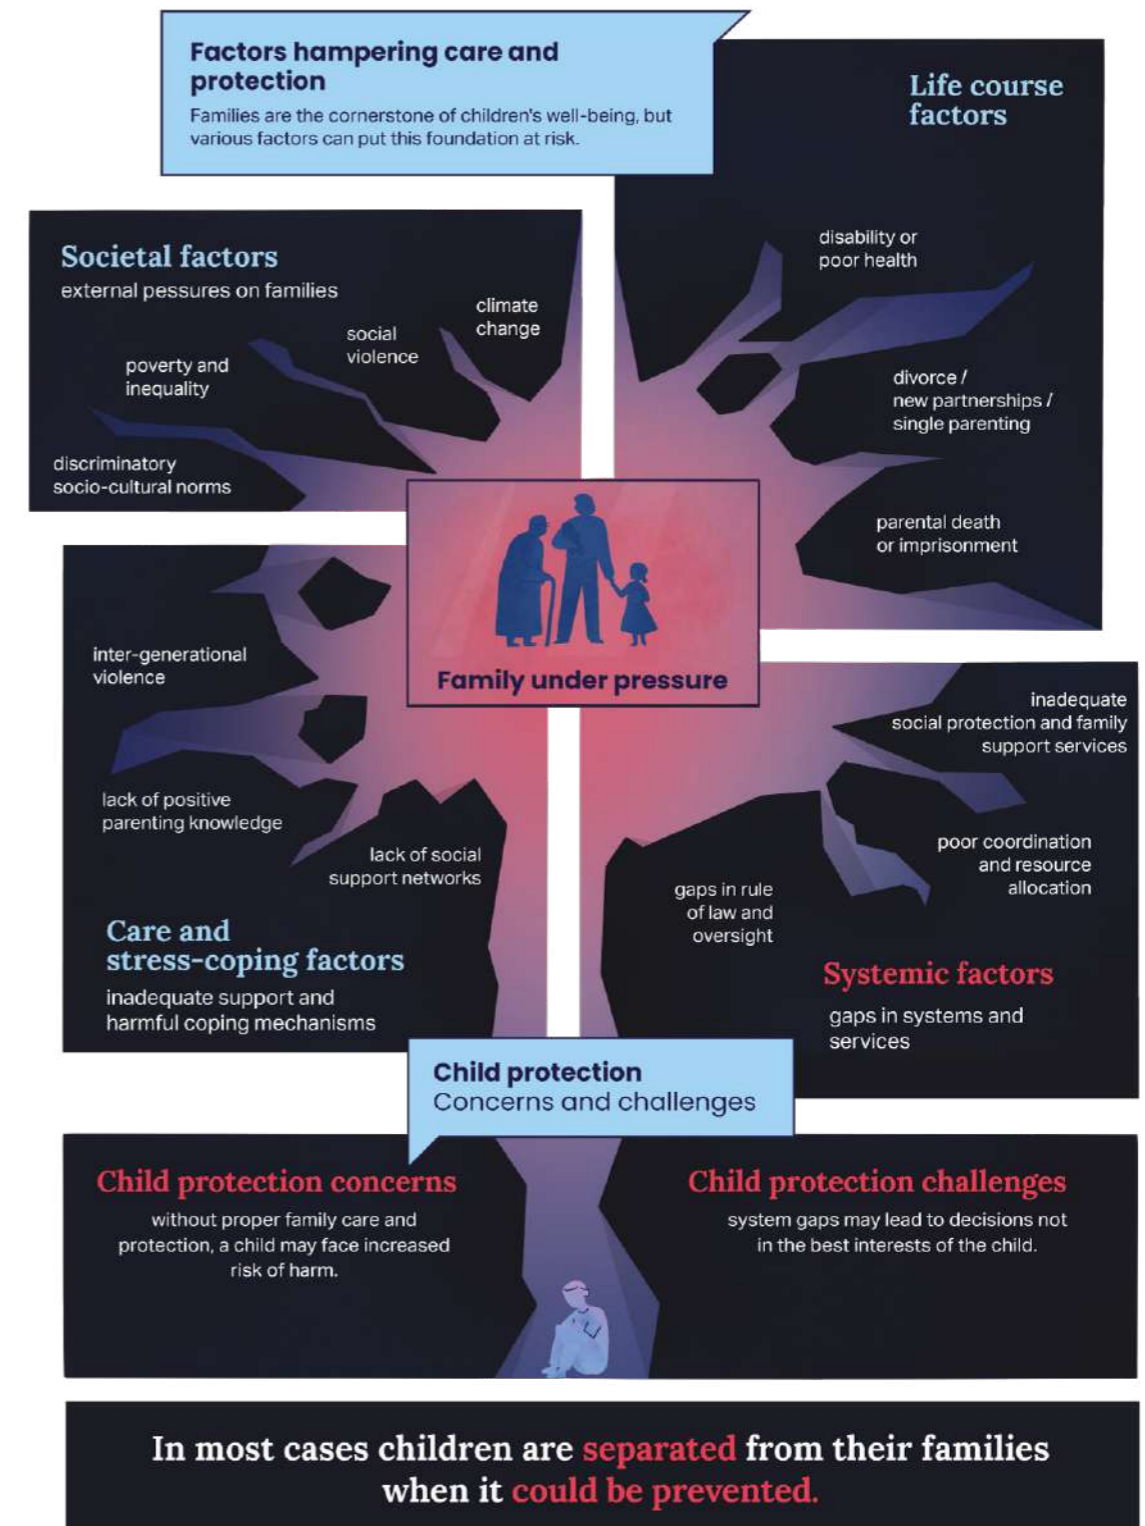 Factors hampering care and
protection
Families are the cornerstone of children's well-being, but
various factors can put this foundation at risk.
Life course
factors
disability or
poor health
divorce /
new partnerships /
single parenting
parental death
or imprisonment
Societal factors
external pessures on families
climate
change
social
violence
poverty and
inequality
discriminatory
socio-cultural norms
Family under pressure
inter-generational
violence
lack of positive
parenting knowledge
lack of social
support networks
Care and
stress-coping factors
inadequate support and
harmful coping mechanisms
inadequate
social protection and family
support services
poor coordination
and resource
allocation
gaps in rule
of law and
oversight
Systemic factors
gaps in systems and
services
Child protection
Concerns and challenges
Child protection concerns
without proper family care and
protection, a child may face increased
risk of harm.
Child protection challenges
system gaps may lead to decisions not
in the best interests of the child.
In most cases children are separated from their families
when it could be prevented.